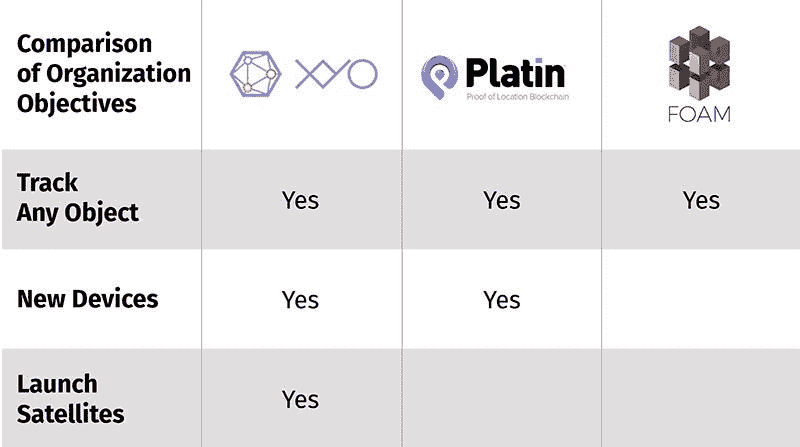 Comparison
of Organization
Objectives
XYO
Platin
Proof of Location Blockchain
FOAM
Track
Any Object
Yes
Yes
Yes
New Devices
Yes
Yes
Launch
Satellites
Yes